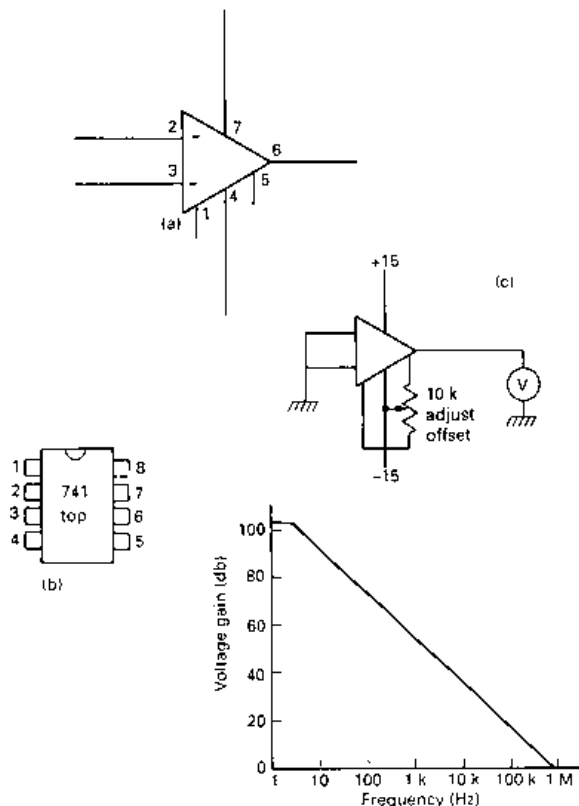 2
7
6
3
5
1
4
(a)
+15
(c)
V
10 k
adjust
offset
-15
1
8
2
741
7
3
top
6
4
5
(b)
Voltage gain (db)
100
80
60
40
20
0
1
10
100
1 k
10 k
100 k
1 M
Frequency (Hz)